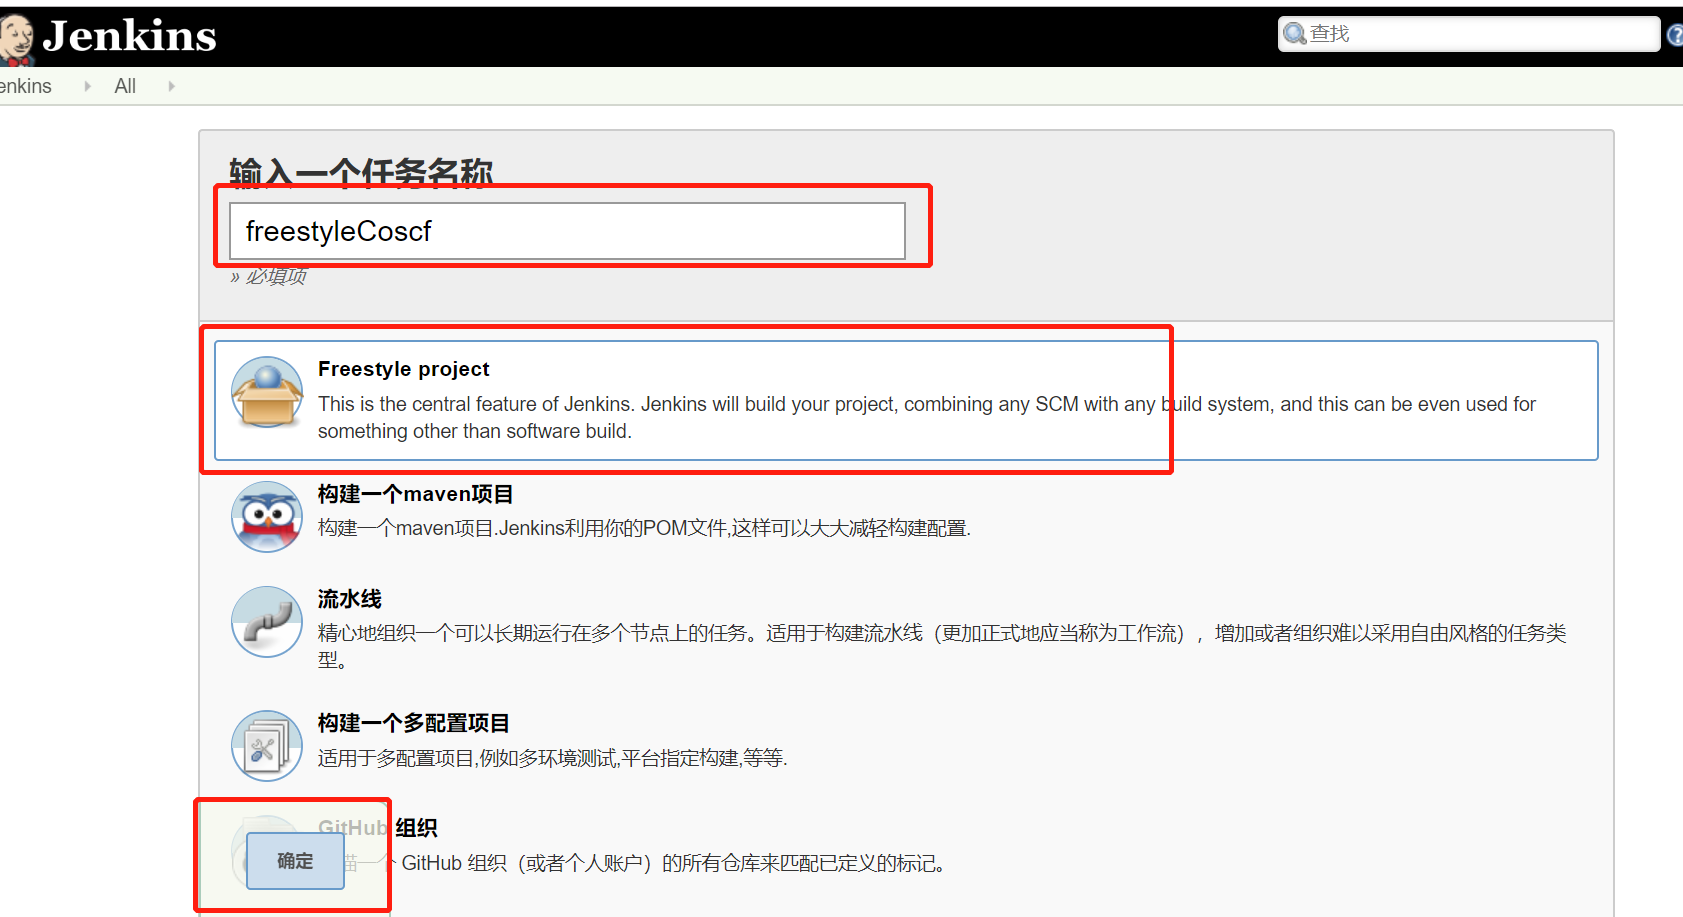 Jenkins
查找
enkins
All
输入一个任务名称
freestyleCoscf
» 必填项
Freestyle project
This is the central feature of Jenkins. Jenkins will build your project, combining any SCM with any build system, and this can be even used for
something other than software build.
构建一个maven项目
构建一个maven项目.Jenkins利用你的POM文件,这样可以大大减轻构建配置.
流水线
精心地组织一个可以长期运行在多个节点上的任务。适用于构建流水线（更加正式地应当称为工作流），增加或者组织难以采用自由风格的任务类
型。
构建一个多配置项目
适用于多配置项目,例如多环境测试,平台指定构建,等等.
GitHub 组织
描一个 GitHub 组织（或者个人账户）的所有仓库来匹配已定义的标记。
确定